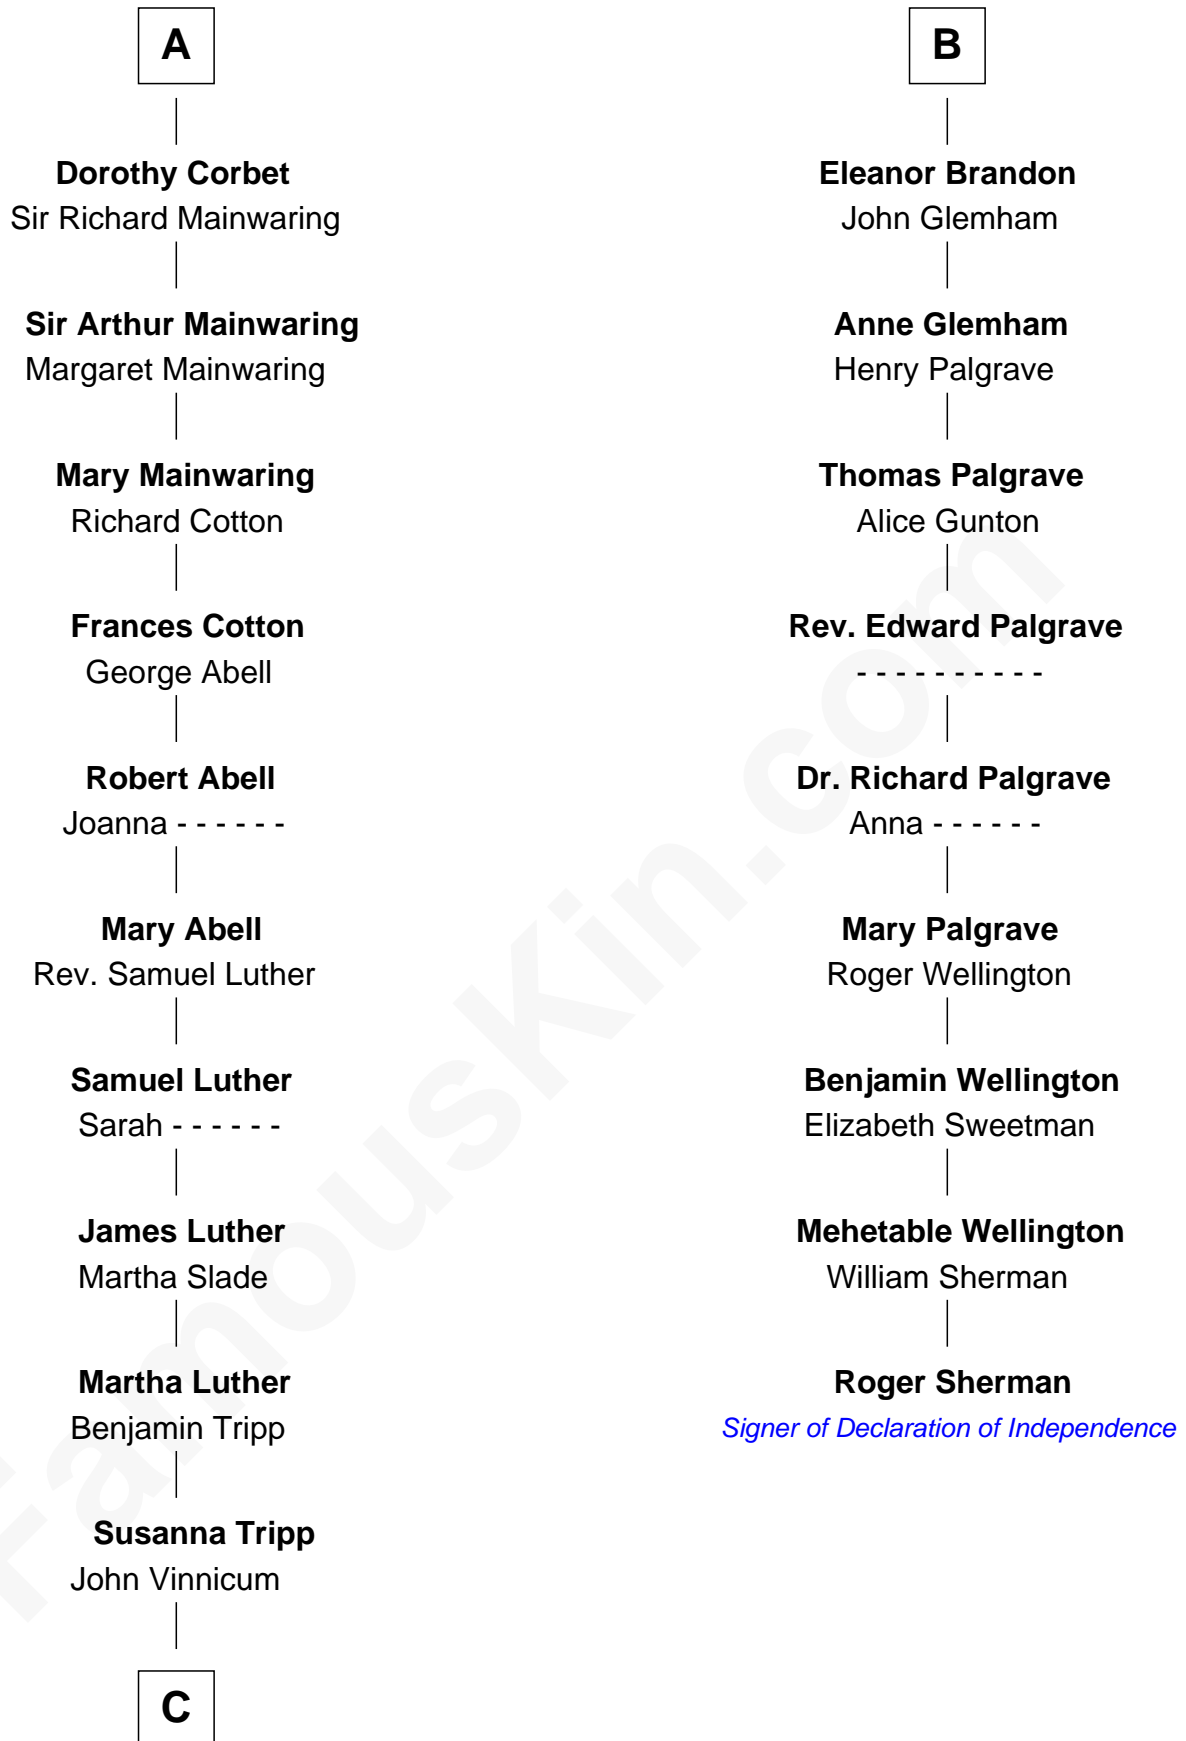 A
Dorothy Corbet
Sir Richard Mainwaring
Sir Arthur Mainwaring
Margaret Mainwaring
Mary Mainwaring
Richard Cotton
Frances Cotton
George Abell
Robert Abell
Joanna - - - - - -
Mary Abell
Rev. Samuel Luther
Samuel Luther
Sarah - - - - - -
James Luther
Martha Slade
Martha Luther
Benjamin Tripp
Susanna Tripp
John Vinnicum
C
B
Eleanor Brandon
John Glemham
Anne Glemham
Henry Palgrave
Thomas Palgrave
Alice Gunton
Rev. Edward Palgrave
- - - - - - - - - -
Dr. Richard Palgrave
Anna - - - - - -
Mary Palgrave
Roger Wellington
Benjamin Wellington
Elizabeth Sweetman
Mehetable Wellington
William Sherman
Roger Sherman
Signer of Declaration of Independence
FamousKin.com